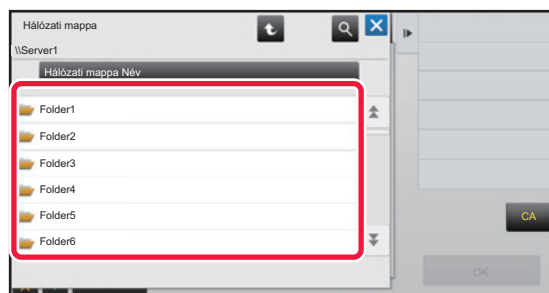 Hálózati mappa
\\Server1
Hálózati mappa Név
Folder1
Folder2
Folder3
Folder4
Folder5
Folder6
CA
OK